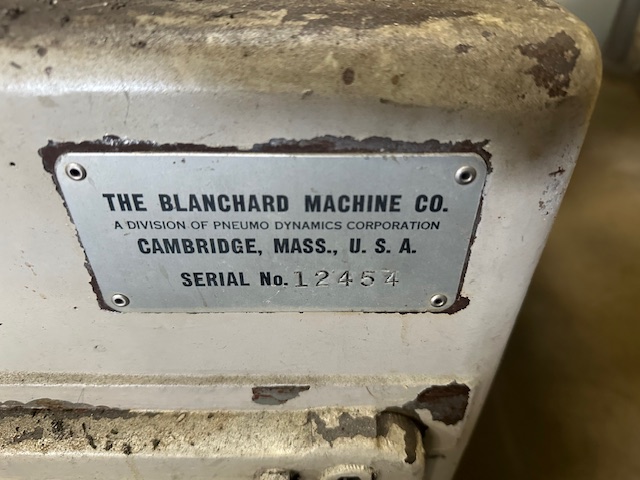 THE BLANCHARD MACHINE CO.
A DIVISION OF PNEUMO DYNAMICS CORPORATION
CAMBRIDGE, MASS., U. S. A.
SERIAL No. 12454